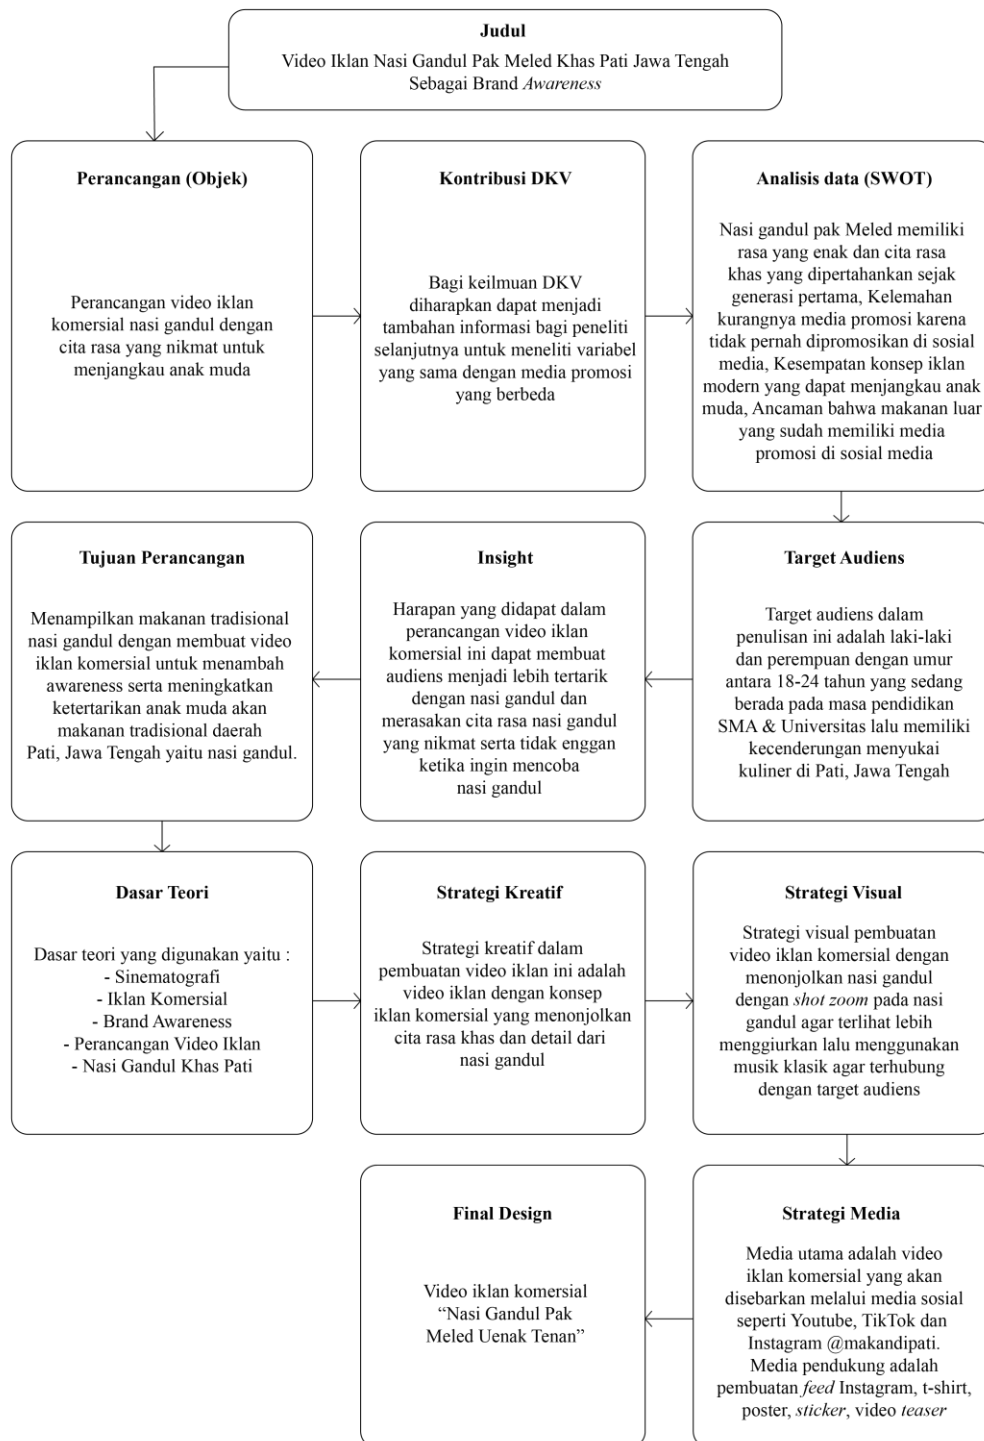 Judul
Video Iklan Nasi Gandul Pak Meled Khas Pati Jawa Tengah
Sebagai Brand Awareness
Perancangan (Objek)
Perancangan video iklan
komersial nasi gandul dengan
cita rasa yang nikmat untuk
menjangkau anak muda
Kontribusi DKV
Bagi keilmuan DKV
diharapkan dapat menjadi
tambahan informasi bagi peneliti
selanjutnya untuk meneliti variabel
yang sama dengan media promosi
yang berbeda
Analisis data (SWOT)
Nasi gandul pak Meled memiliki
rasa yang enak dan cita rasa
khas yang dipertahankan sejak
generasi pertama, Kelemahan
kurangnya media promosi karena
tidak pernah dipromosikan di sosial
media, Kesempatan konsep iklan
modern yang dapat menjangkau anak
muda, Ancaman bahwa makanan luar
yang sudah memiliki media
promosi di sosial media
Target Audiens
Target audiens dalam
penulisan ini adalah laki-laki
dan perempuan dengan umur
antara 18-24 tahun yang sedang
berada pada masa pendidikan
SMA & Universitas lalu memiliki
kecenderungan menyukai
kuliner di Pati, Jawa Tengah
Insight
Harapan yang didapat dalam
perancangan video iklan
komersial ini dapat membuat
audiens menjadi lebih tertarik
dengan nasi gandul dan
merasakan cita rasa nasi gandul
yang nikmat serta tidak enggan
ketika ingin mencoba
nasi gandul
Tujuan Perancangan
Menampilkan makanan tradisional
nasi gandul dengan membuat video
iklan komersial untuk menambah
awareness serta meningkatkan
ketertarikan anak muda akan
makanan tradisional daerah
Pati, Jawa Tengah yaitu nasi gandul.
Dasar Teori
Dasar teori yang digunakan yaitu :
- Sinematografi
- Iklan Komersial
- Brand Awareness
- Perancangan Video Iklan
- Nasi Gandul Khas Pati
Strategi Kreatif
Strategi kreatif dalam
pembuatan video iklan ini adalah
video iklan dengan konsep
iklan komersial yang menonjolkan
cita rasa khas dan detail dari
nasi gandul
Strategi Visual
Strategi visual pembuatan
video iklan komersial dengan
menonjolkan nasi gandul
dengan shot zoom pada nasi
gandul agar terlihat lebih
menggiurkan lalu menggunakan
musik klasik agar terhubung
dengan target audiens
Strategi Media
Media utama adalah video
iklan komersial yang akan
disebarkan melalui media sosial
seperti Youtube, TikTok dan
Instagram @makandipati.
Media pendukung adalah
pembuatan feed Instagram, t-shirt,
poster, sticker, video teaser
Final Design
Video iklan komersial
“Nasi Gandul Pak
Meled Uenak Tenan”